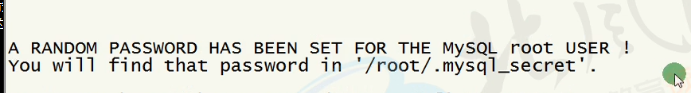 A RANDOM PASSWORD HAS BEEN SET FOR THE MySQL root USER !
You will find that password in '/root/.mysql_secret'.